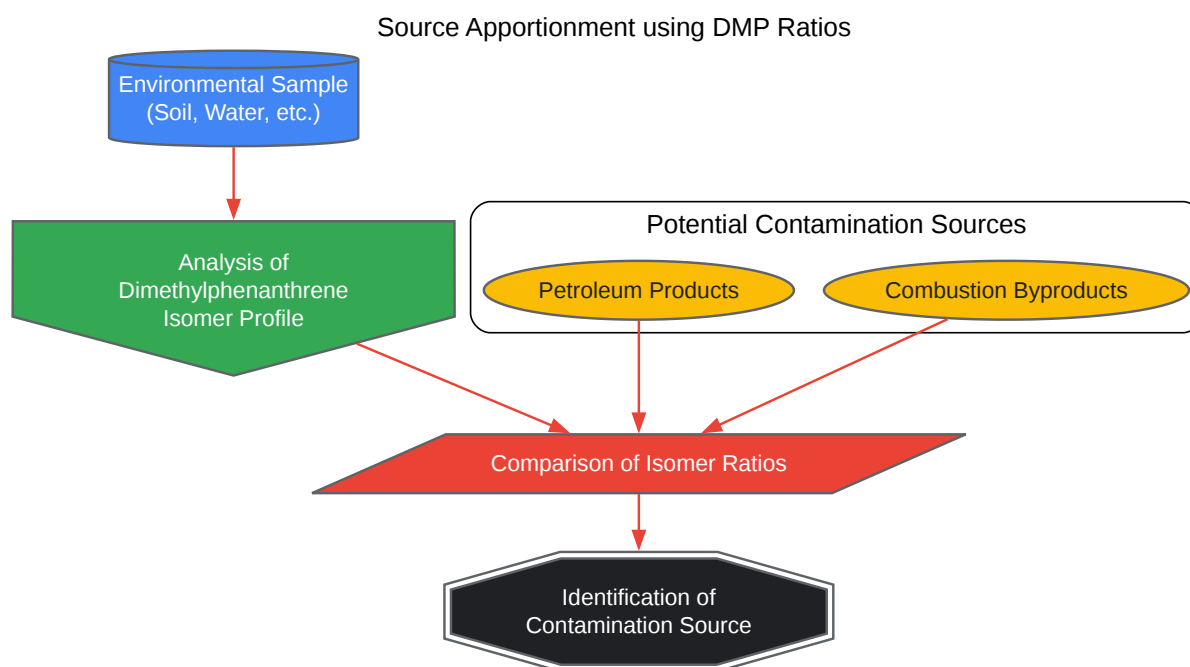 Source Apportionment using DMP Ratios
Environmental Sample
(Soil, Water, etc.)
Potential Contamination Sources
Analysis of
Dimethylphenanthrene
Isomer Profile
Petroleum Products
Combustion Byproducts
Comparison of Isomer Ratios
Identification of
Contamination Source